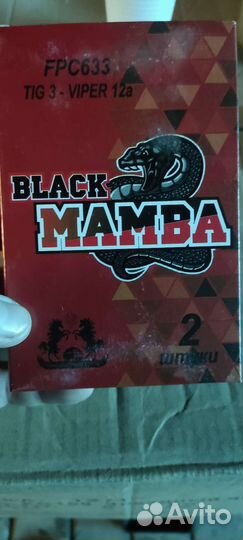 FPC633
TIG 3 - VIPER 12a
BLACK
MAMBA
2
штуки
Avito